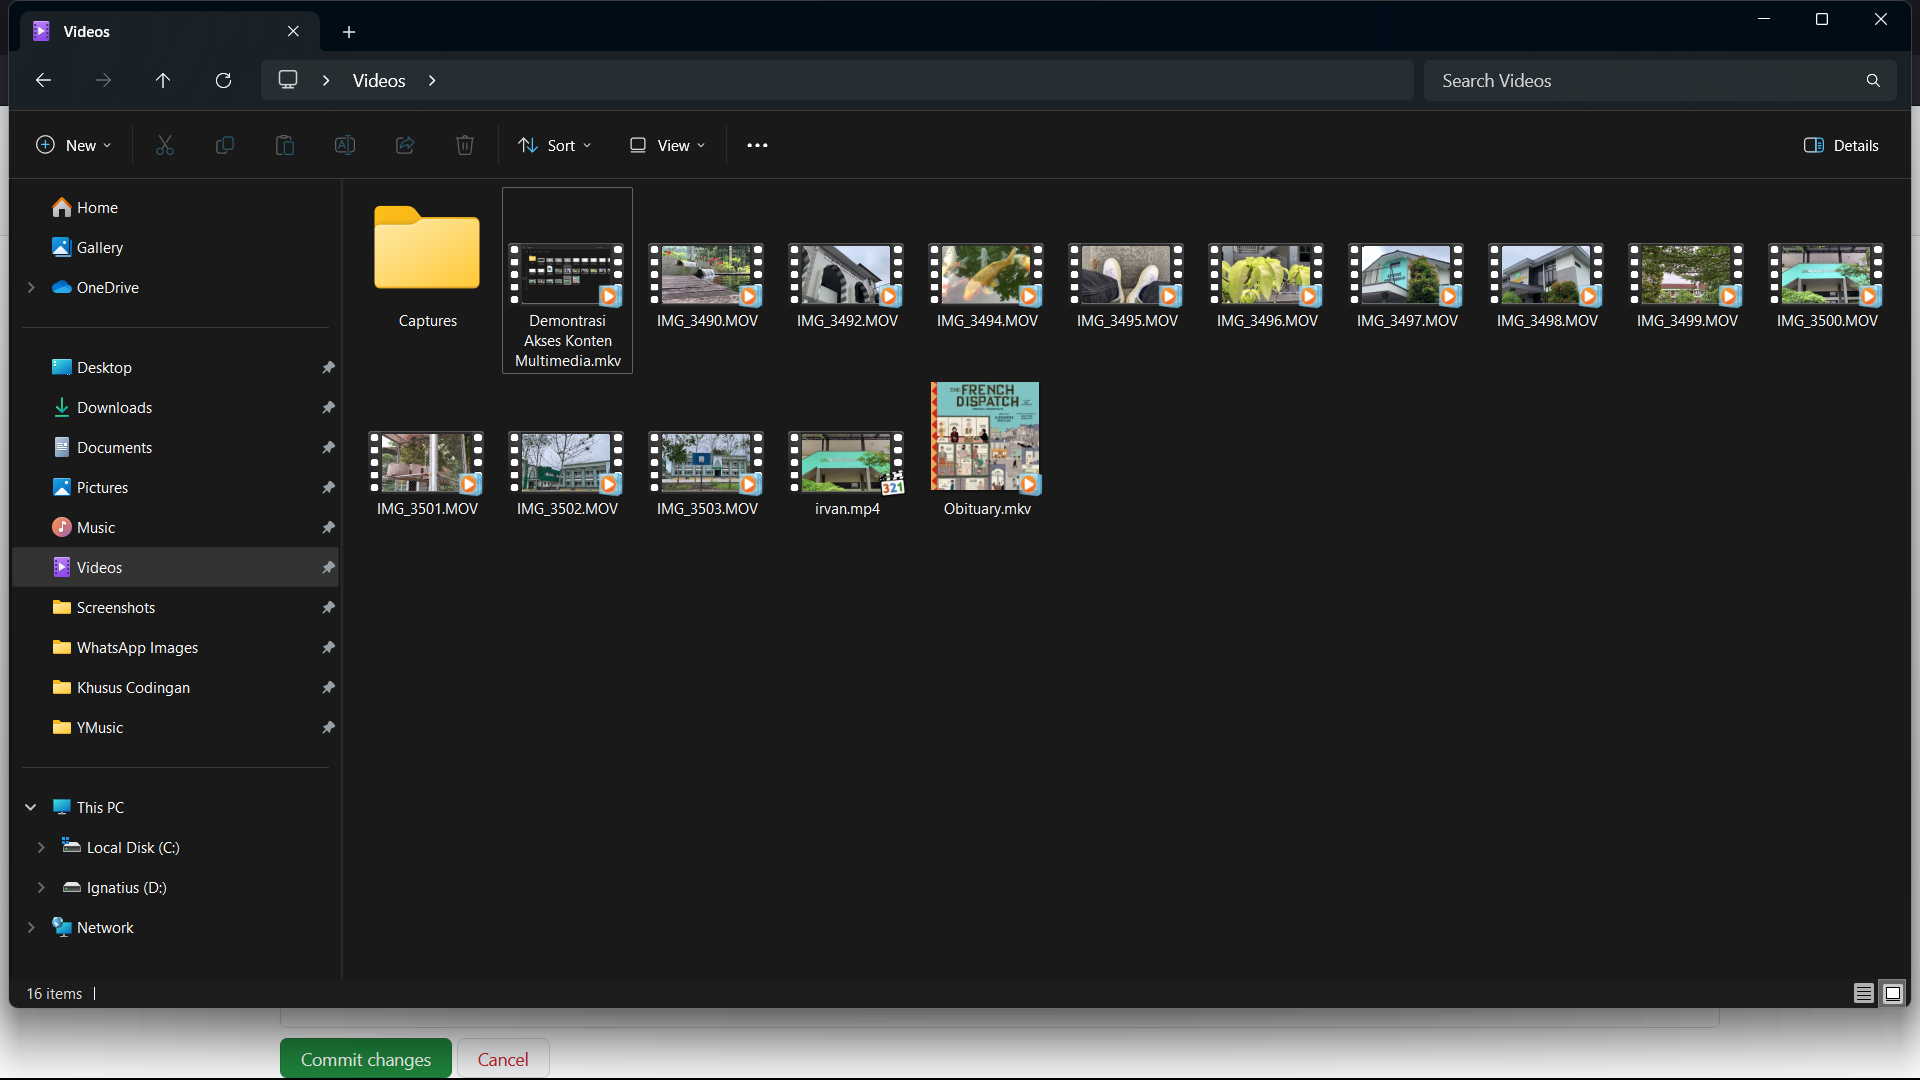 Videos
Videos
Search Videos
New
Sort
View
Details
Home
Gallery
OneDrive
Desktop
Downloads
Documents
Pictures
Music
Videos
Screenshots
WhatsApp Images
Khusus Codingan
YMusic
This PC
Local Disk (C:)
Ignatius (D:)
Network
Captures
Demontrasi
Akses Konten
Multimedia.mkv
IMG_3490.MOV
IMG_3492.MOV
IMG_3494.MOV
IMG_3495.MOV
IMG_3496.MOV
IMG_3497.MOV
IMG_3498.MOV
IMG_3499.MOV
IMG_3500.MOV
THE FRENCH
DISPATCH
321
IMG_3501.MOV
IMG_3502.MOV
IMG_3503.MOV
irvan.mp4
Obituary.mkv
16 items
Commit changes
Cancel